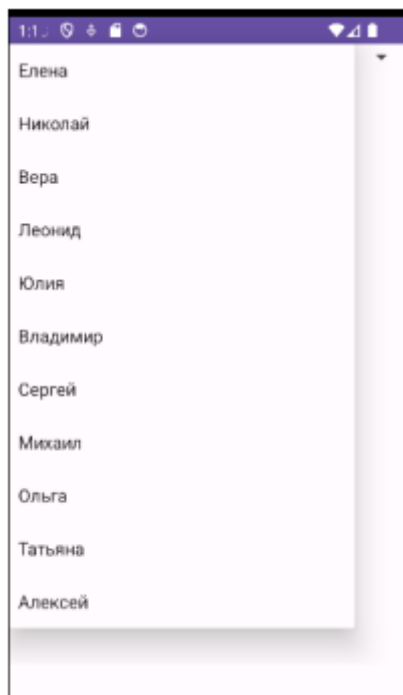 Елена
Николай
Вера
Леонид
Юлия
Владимир
Сергей
Михаил
Ольга
Татьяна
Алексей